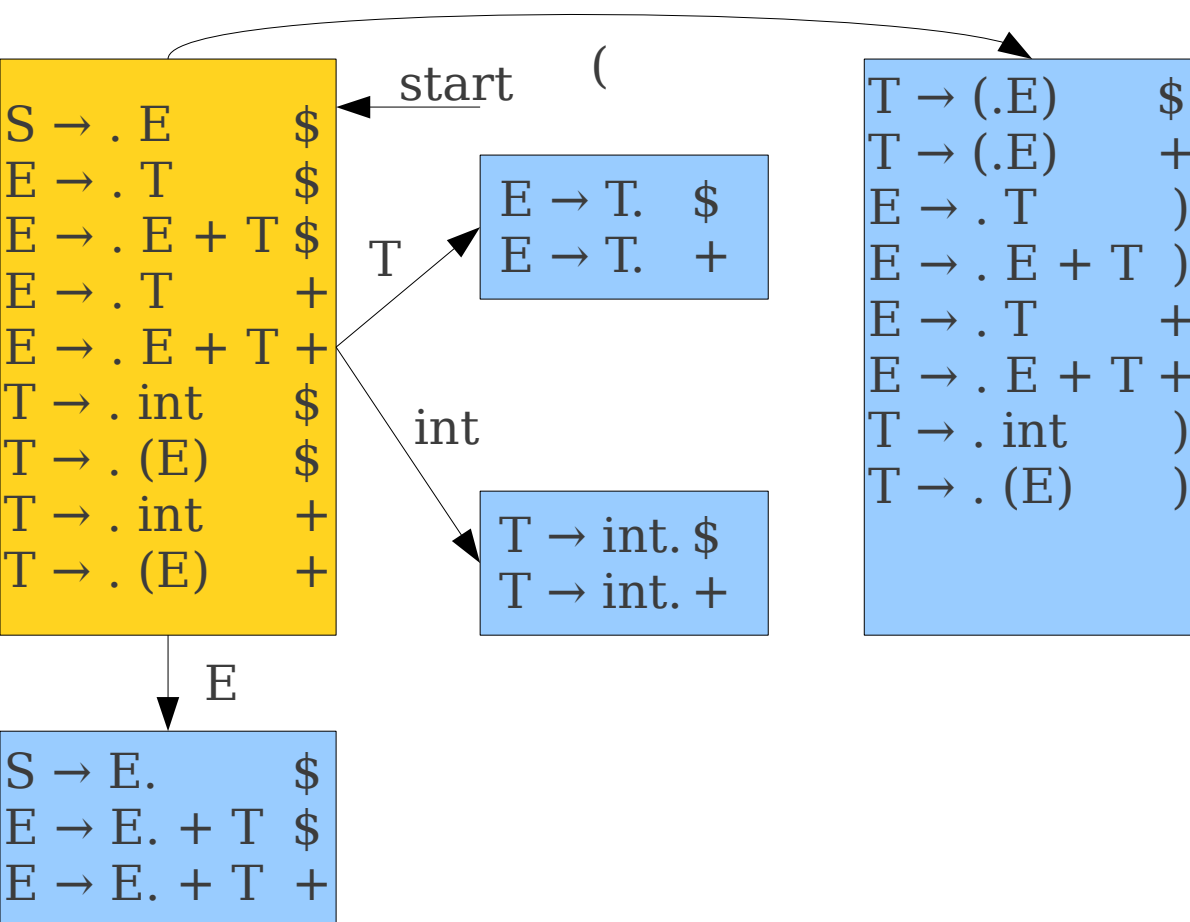 start
(
S → . E $
E → . T $
E → . E + T $
E → . T +
E → . E + T +
T → . int $
T → . (E) $
T → . int +
T → . (E) +
T
E → T. $
E → T. +
int
T → int. $
T → int. +
T → (.E) $
T → (.E) +
E → . T )
E → . E + T )
E → . T +
E → . E + T +
T → . int )
T → . (E) )
E
S → E. $
E → E. + T $
E → E. + T +